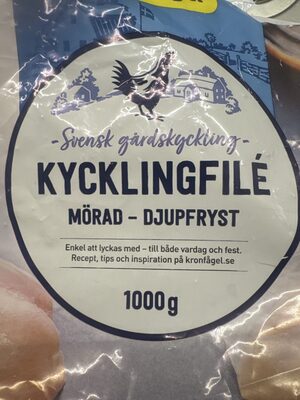 - Svensk gårdskyckling -
KYCKLINGFILÉ
MÖRAD – DJUPFRYST
Enkel att lyckas med – till både vardag och fest.
Recept, tips och inspiration på kronfågel.se
1000 g